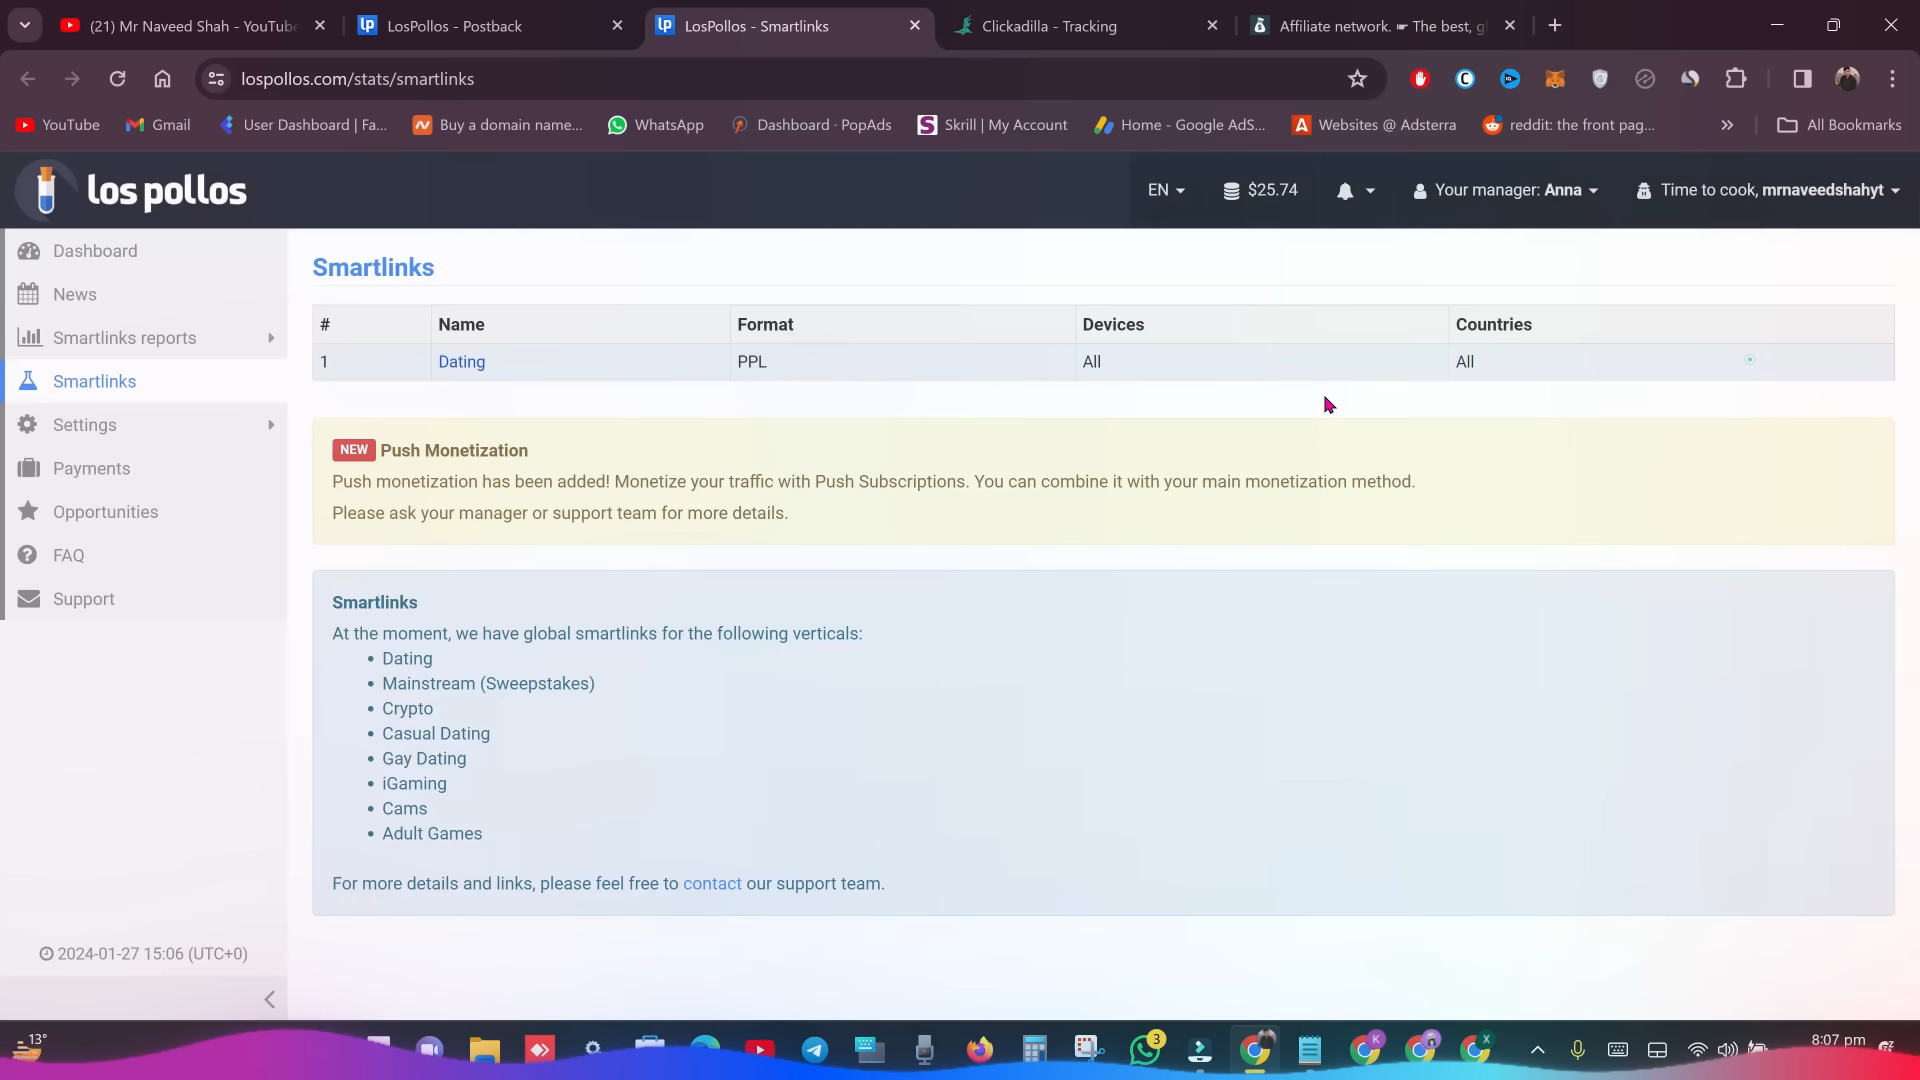 (21) Mr Naveed Shah - YouTube
LosPollos - Postback
LosPollos - Smartlinks
Clickadilla - Tracking
Affiliate network. ☛ The best, g
lospollos.com/stats/smartlinks
YouTube
Gmail
User Dashboard | Fa...
Buy a domain name...
WhatsApp
Dashboard · PopAds
Skrill | My Account
Home - Google AdS...
Websites @ Adsterra
reddit: the front pag...
All Bookmarks
los pollos
EN
$25.74
Your manager: Anna
Time to cook, mrnaveedshahyt
Dashboard
News
Smartlinks reports
Smartlinks
Settings
Payments
Opportunities
FAQ
Support
2024-01-27 15:06 (UTC+0)
Smartlinks
# Name Format Devices Countries
1 Dating PPL All All
NEW Push Monetization
Push monetization has been added! Monetize your traffic with Push Subscriptions. You can combine it with your main monetization method.
Please ask your manager or support team for more details.
Smartlinks
At the moment, we have global smartlinks for the following verticals:
• Dating
• Mainstream (Sweepstakes)
• Crypto
• Casual Dating
• Gay Dating
• iGaming
• Cams
• Adult Games
For more details and links, please feel free to contact our support team.
13°
3
8:07 pm